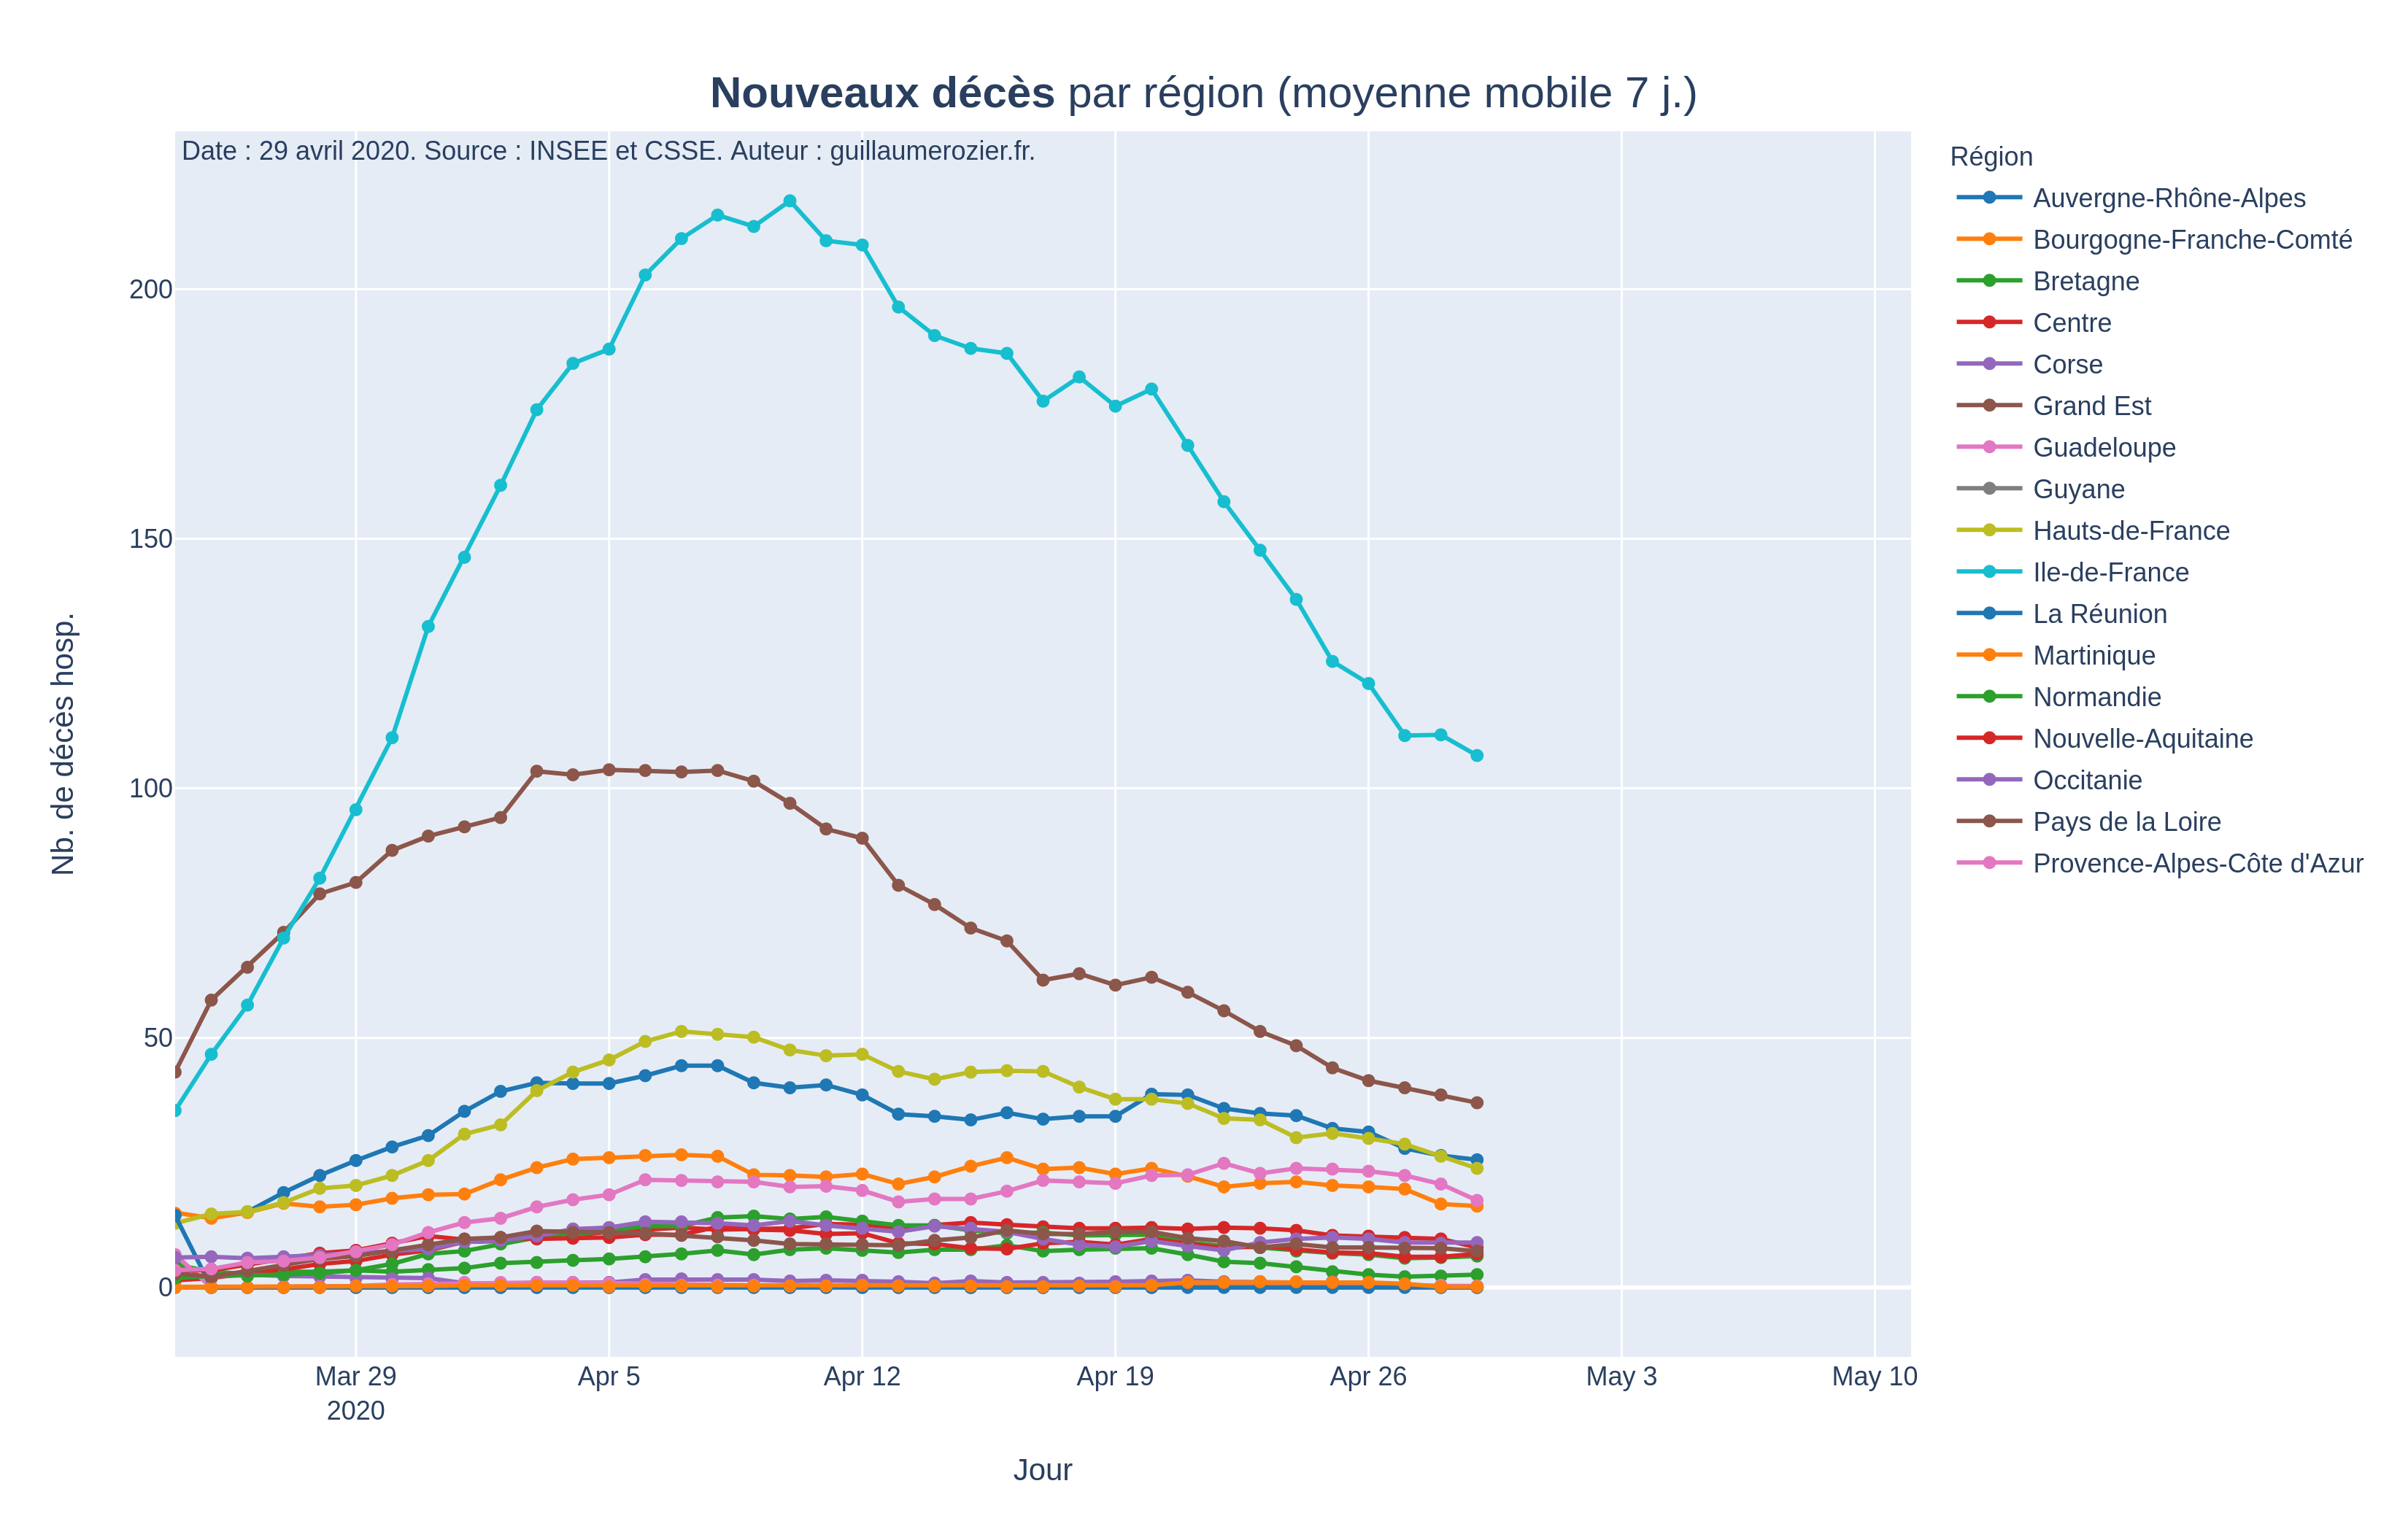 Nouveaux décès par région (moyenne mobile 7 j.)
Date : 29 avril 2020. Source : INSEE et CSSE. Auteur : guillaumerozier.fr.
Nb. de décès hosp.
200
150
100
50
0
Mar 29
2020
Apr 5
Apr 12
Apr 19
Apr 26
May 3
May 10
Jour
Région
Auvergne-Rhône-Alpes
Bourgogne-Franche-Comté
Bretagne
Centre
Corse
Grand Est
Guadeloupe
Guyane
Hauts-de-France
Ile-de-France
La Réunion
Martinique
Normandie
Nouvelle-Aquitaine
Occitanie
Pays de la Loire
Provence-Alpes-Côte d'Azur